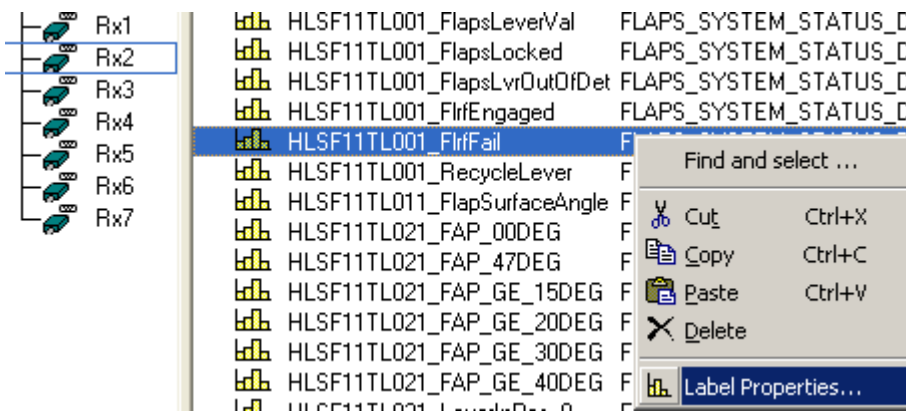 Rx1
Rx2
Rx3
Rx4
Rx5
Rx6
Rx7
HLSF11TL001_FlapsLeverVal FLAPS_SYSTEM_STATUS_D
HLSF11TL001_FlapsLocked FLAPS_SYSTEM_STATUS_D
HLSF11TL001_FlapsLvrOutOfDet FLAPS_SYSTEM_STATUS_D
HLSF11TL001_FlrfEngaged FLAPS_SYSTEM_STATUS_D
HLSF11TL001_FlrfFail
HLSF11TL001_RecycleLever F
HLSF11TL011_FlapSurfaceAngle F
HLSF11TL021_FAP_00DEG F
HLSF11TL021_FAP_47DEG F
HLSF11TL021_FAP_GE_15DEG F
HLSF11TL021_FAP_GE_20DEG F
HLSF11TL021_FAP_GE_30DEG F
HLSF11TL021_FAP_GE_40DEG F
Find and select ...
Cut Ctrl+X
Copy Ctrl+C
Paste Ctrl+V
Delete
Label Properties...